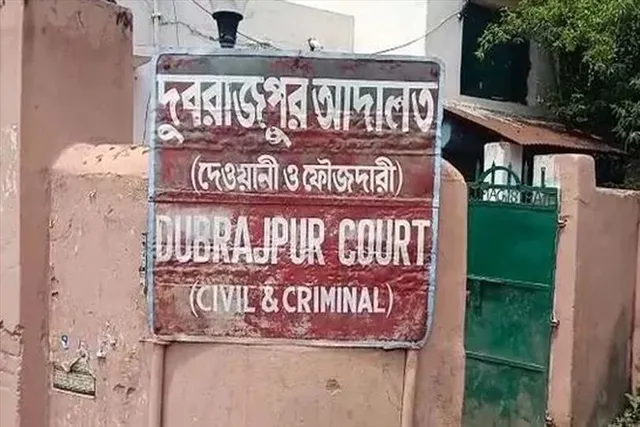 দুবরাজপুর আদালত
(দেওয়ানী ও ফৌজদারী)
DUBRAJPUR COURT
(CIVIL & CRIMINAL)